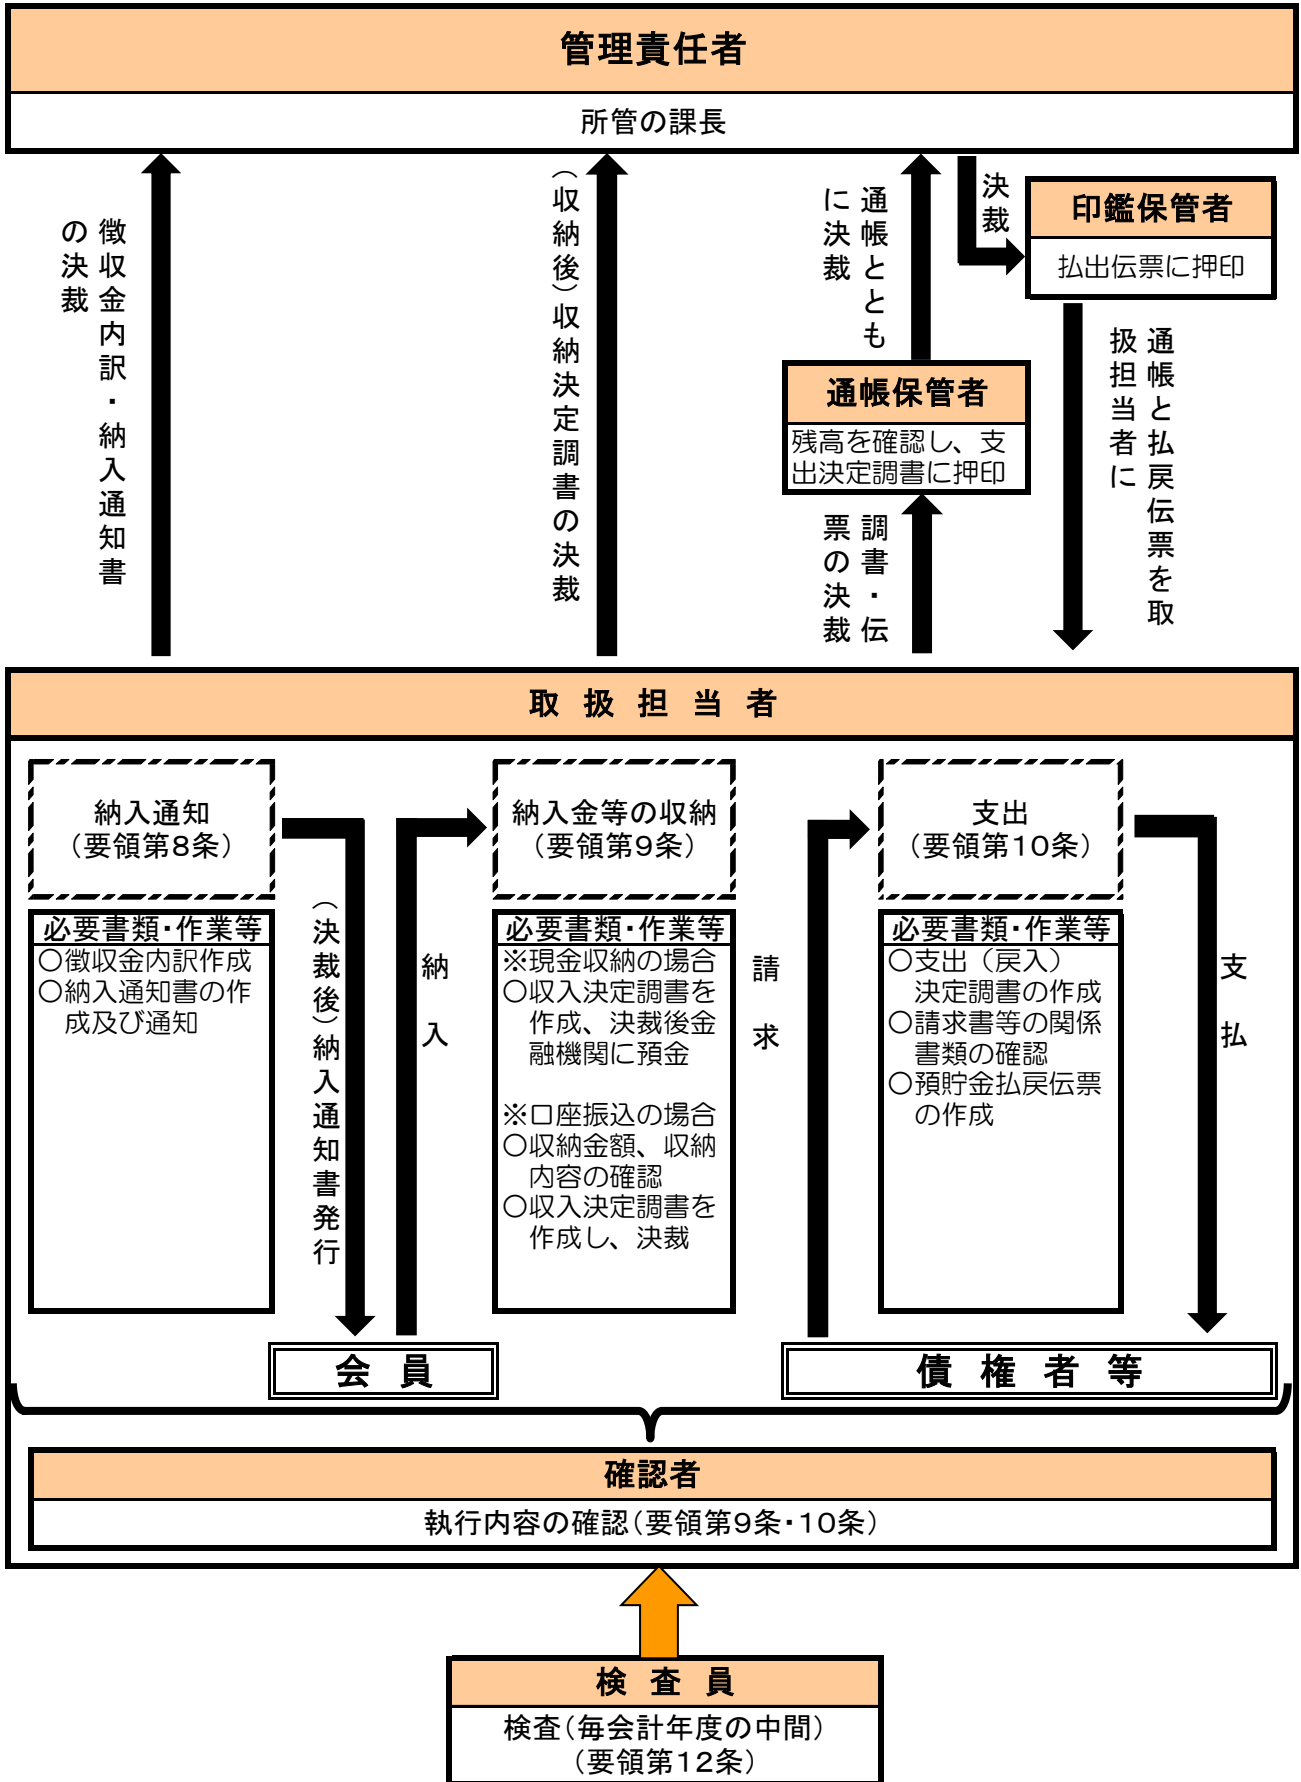 管理責任者
所管の課長
徴収金内訳・納入通知書
の決裁
（収納後）収納決定調書の決裁
通帳ととも
に決裁
決裁
印鑑保管者
払出伝票に押印
通帳保管者
残高を確認し、支
出決定調書に押印
通帳と払戻伝票を取
扱担当者に
調書・伝
票の決裁
取扱担当者
納入通知
（要領第8条）
必要書類・作業等
○徴収金内訳作成
○納入通知書の作
成及び通知
（決裁後）納入通知書発行
納入
納入金等の収納
（要領第9条）
必要書類・作業等
※現金収納の場合
○収入決定調書を
作成、決裁後金
融機関に預金
※口座振込の場合
○収納金額、収納
内容の確認
○収入決定調書を
作成し、決裁
請求
支出
（要領第10条）
必要書類・作業等
○支出（戻入）
決定調書の作成
○請求書等の関係
書類の確認
○預貯金払戻伝票
の作成
支払
会員
債権者等
確認者
執行内容の確認（要領第9条・10条）
検査員
検査（毎会計年度の中間）
（要領第12条）